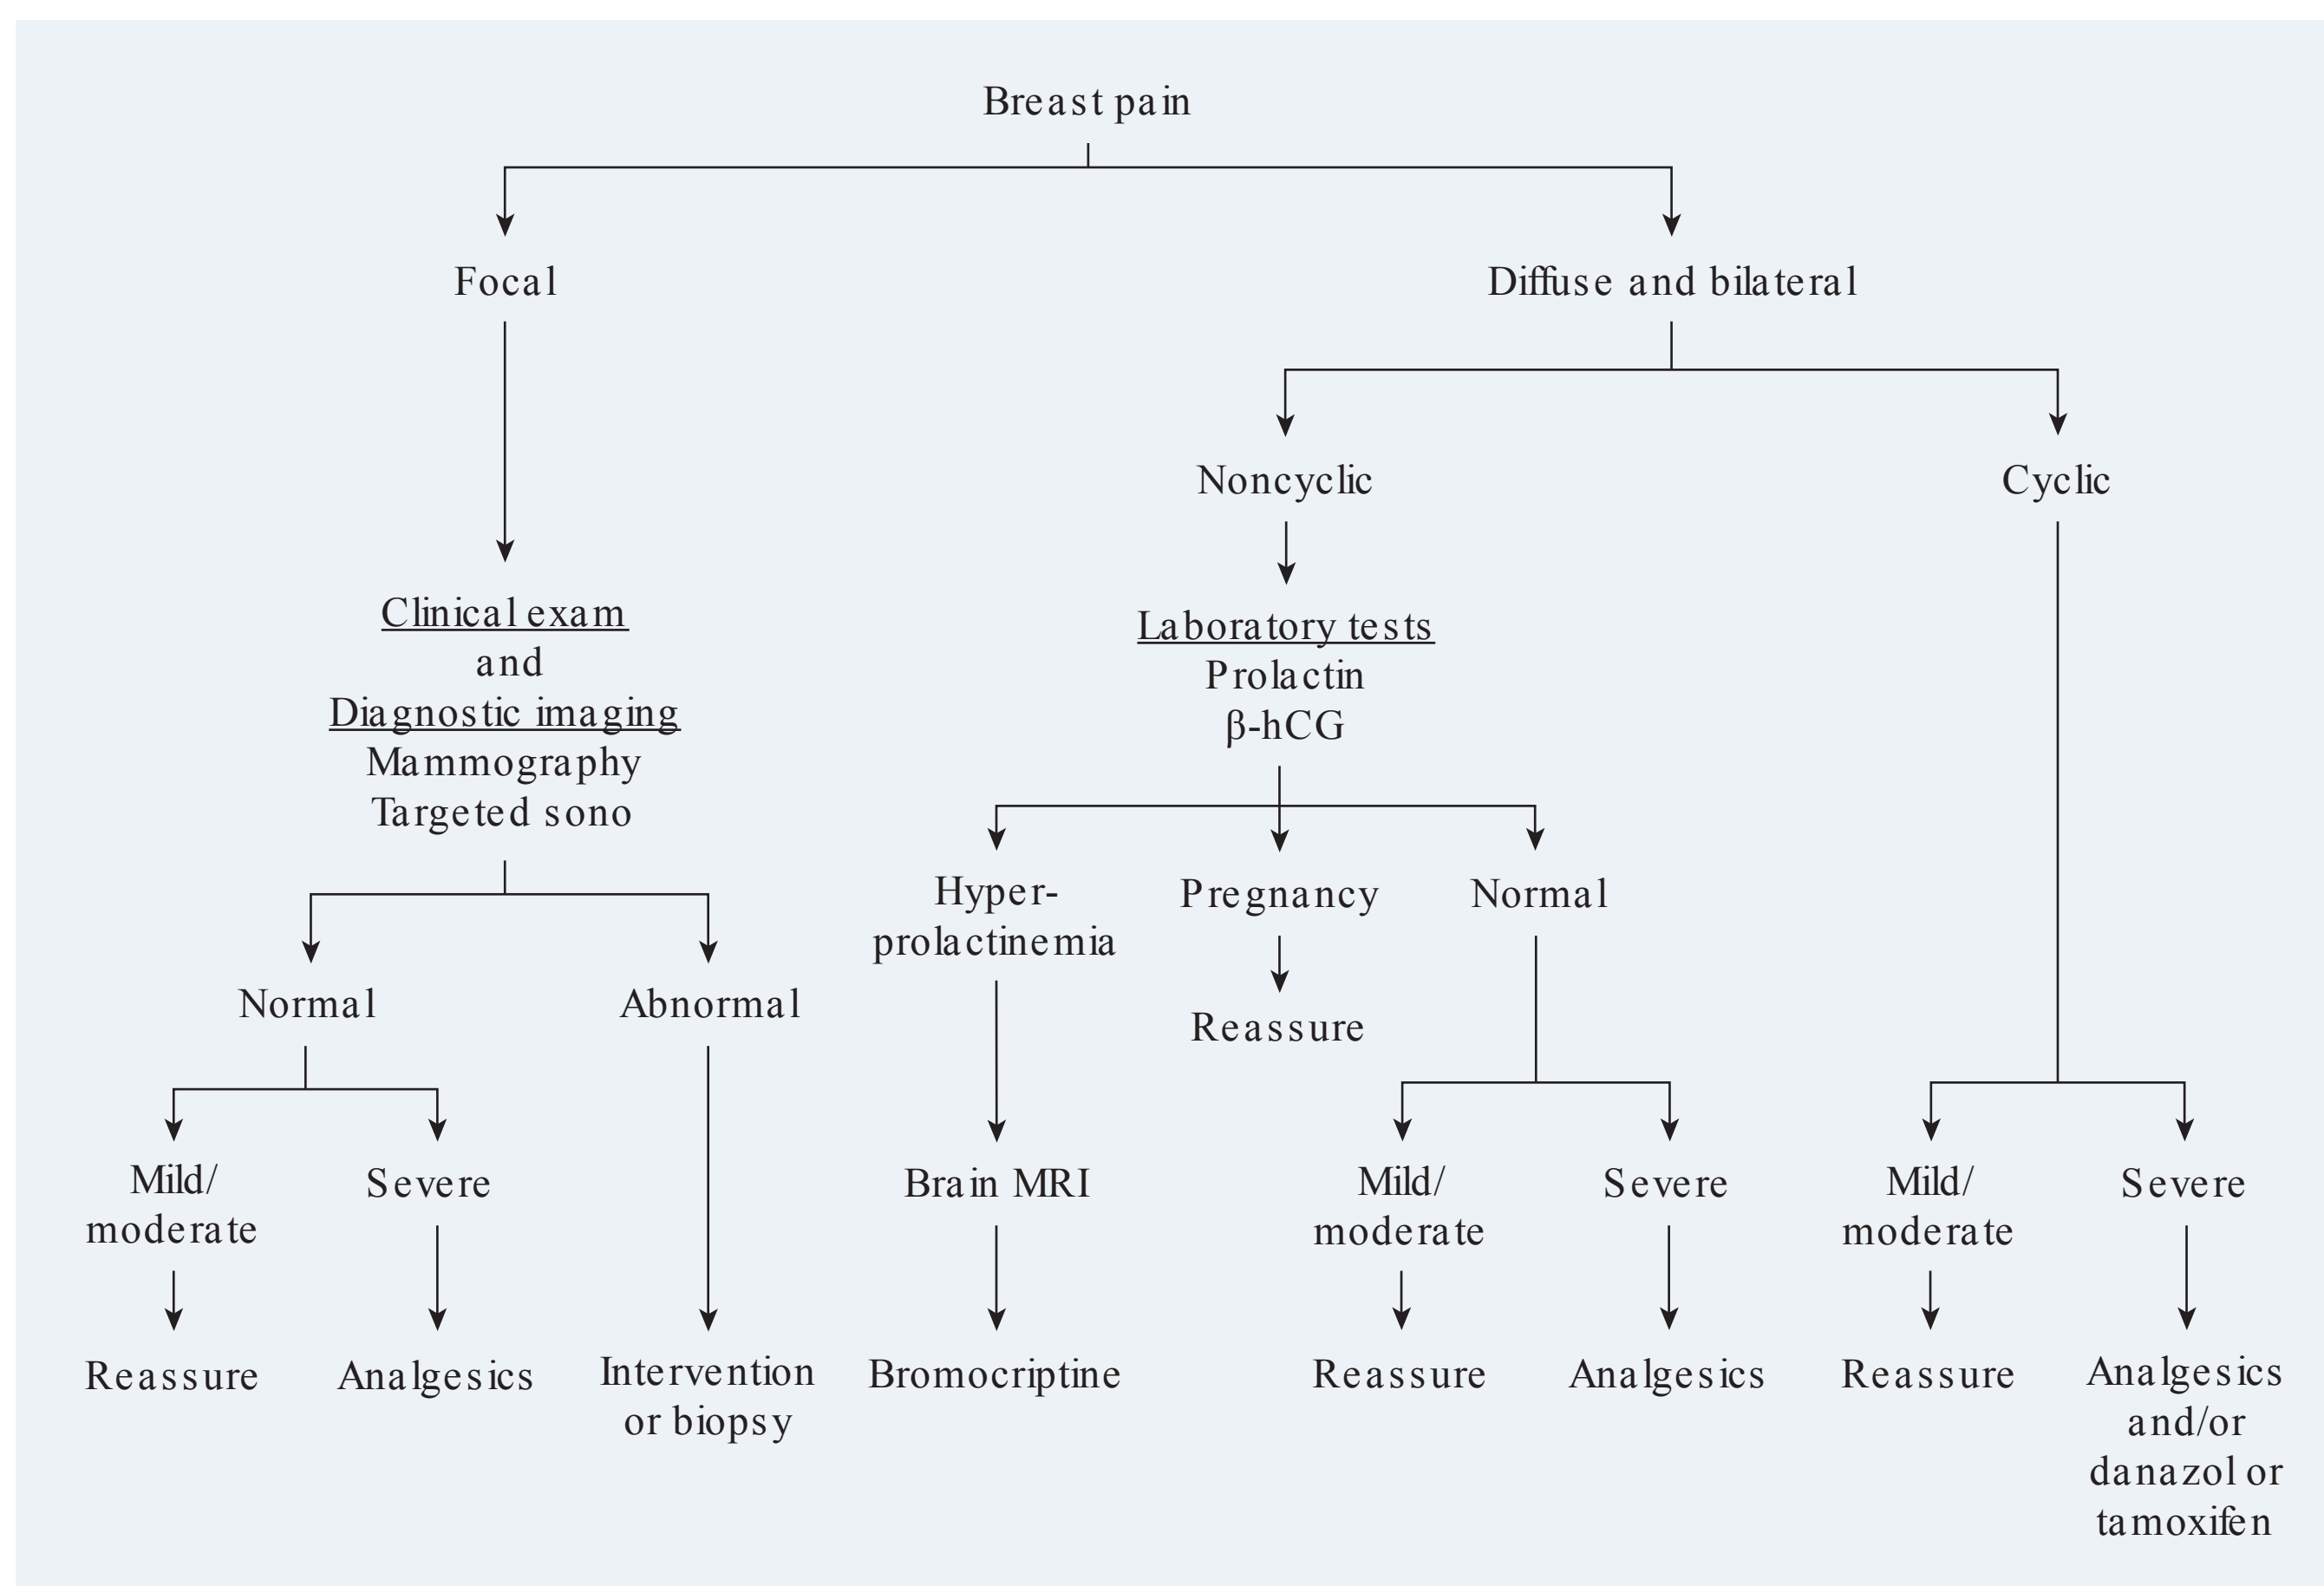 Breast pain
Focal
Diffuse and bilateral
Noncyclic
Cyclic
Clinical exam
and
Diagnostic imaging
Mammography
Targeted sono
Laboratory tests
Prolactin
β-hCG
Hyper-
prolactinemia
Pregnancy
Normal
Reassure
Normal
Abnormal
Mild/
moderate
Severe
Brain MRI
Mild/
moderate
Severe
Mild/
moderate
Severe
Reassure
Analgesics
Intervention
or biopsy
Bromocriptine
Reassure
Analgesics
Reassure
Analgesics
and/or
danazol or
tamoxifen